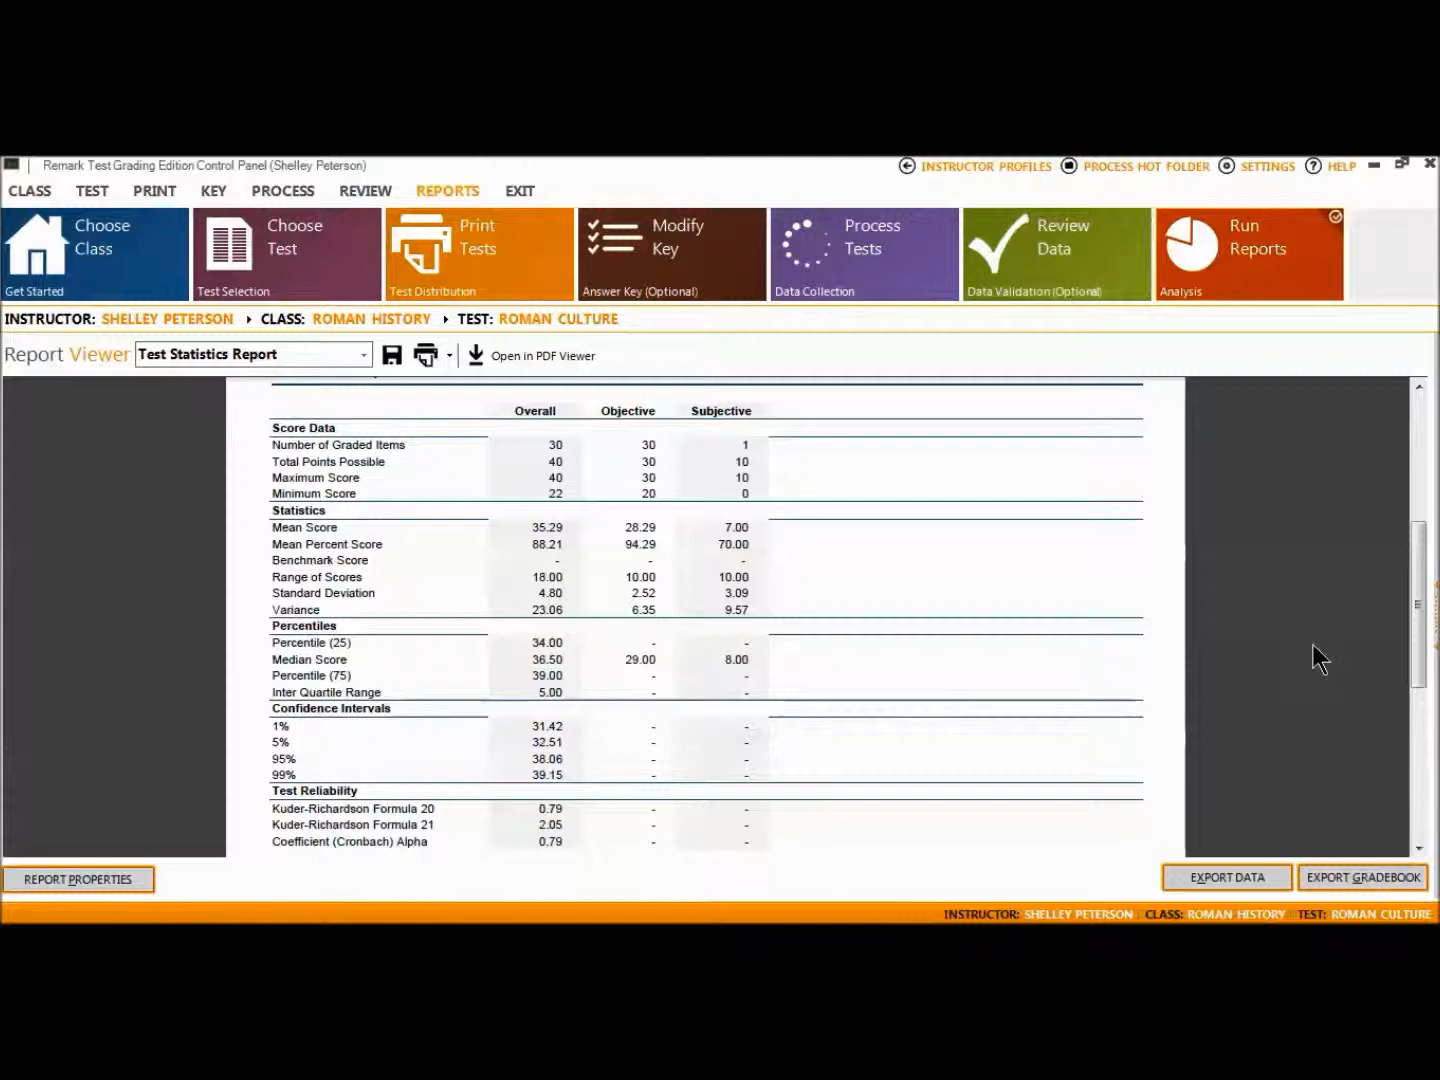 Remark Test Grading Edition Control Panel (Shelley Peterson)
INSTRUCTOR PROFILES PROCESS HOT FOLDER SETTINGS ? HELP
CLASS TEST PRINT KEY PROCESS REVIEW REPORTS EXIT
Choose Class
Get Started
Choose Test
Test Selection
Print Tests
Test Distribution
Modify Key
Answer Key (Optional)
Process Tests
Data Collection
Review Data
Data Validation (Optional)
Run Reports
Analysis
INSTRUCTOR: SHELLEY PETERSON CLASS: ROMAN HISTORY TEST: ROMAN CULTURE
Report Viewer Test Statistics Report Open in PDF Viewer
Overall Objective Subjective
Score Data
Number of Graded Items 30 30 1
Total Points Possible 40 30 10
Maximum Score 40 30 10
Minimum Score 22 20 0
Statistics
Mean Score 35.29 28.29 7.00
Mean Percent Score 88.21 94.29 70.00
Benchmark Score - - -
Range of Scores 18.00 10.00 10.00
Standard Deviation 4.80 2.52 3.09
Variance 23.06 6.35 9.57
Percentiles
Percentile (25) 34.00 - -
Median Score 36.50 29.00 8.00
Percentile (75) 39.00 - -
Inter Quartile Range 5.00 - -
Confidence Intervals
1% 31.42 - -
5% 32.51 - -
95% 38.06 - -
99% 39.15 - -
Test Reliability
Kuder-Richardson Formula 20 0.79 - -
Kuder-Richardson Formula 21 2.05 - -
Coefficient (Cronbach) Alpha 0.79 - -
REPORT PROPERTIES EXPORT DATA EXPORT GRADEBOOK
INSTRUCTOR: SHELLEY PETERSON CLASS: ROMAN HISTORY TEST: ROMAN CULTURE